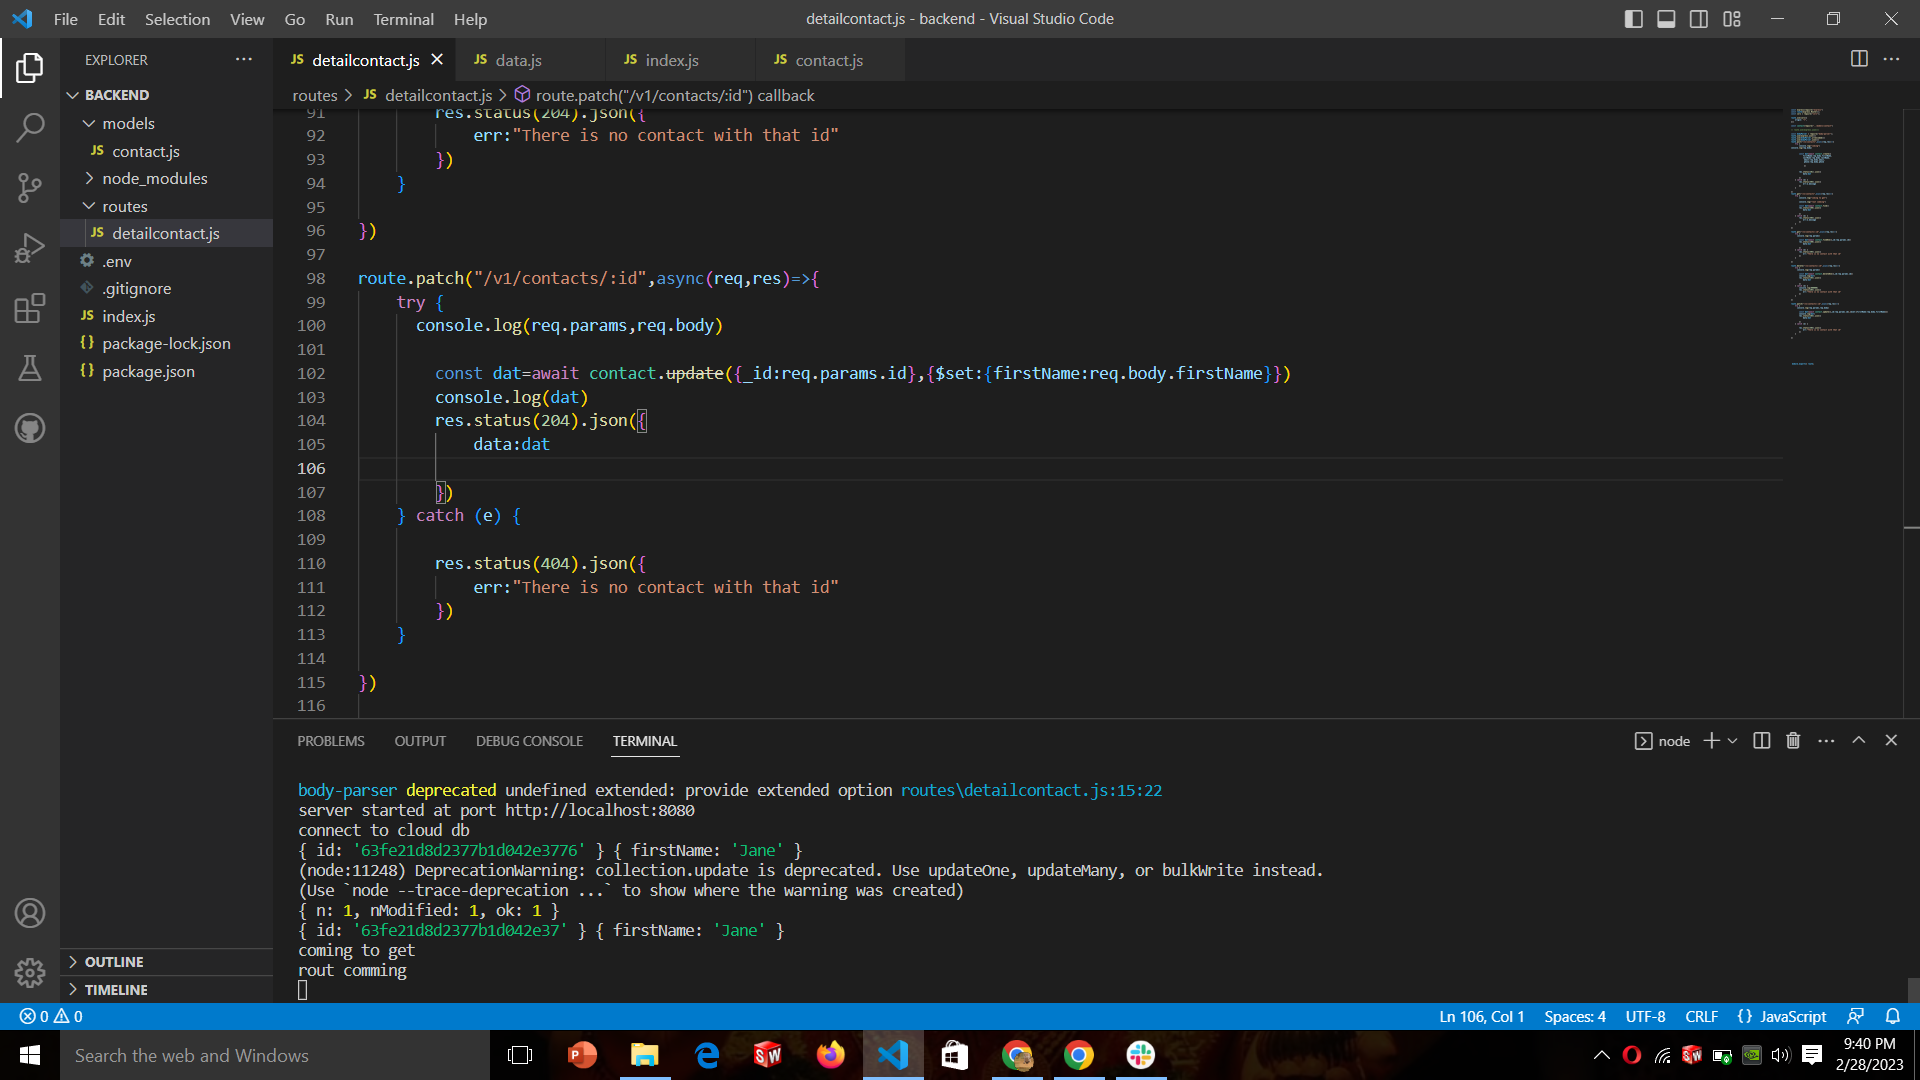 File Edit Selection View Go Run Terminal Help
detailcontact.js - backend - Visual Studio Code
EXPLORER
BACKEND
models
JS contact.js
node_modules
routes
JS detailcontact.js
.env
.gitignore
JS index.js
{} package-lock.json
{} package.json
OUTLINE
TIMELINE
JS detailcontact.js
JS data.js
JS index.js
JS contact.js
routes > JS detailcontact.js > route.patch("/v1/contacts/:id") callback
91 res.status(204).json({
92 err:"There is no contact with that id"
93 })
94 }
95
96 })
97
98 route.patch("/v1/contacts/:id",async(req,res)=>{
99 try {
100 console.log(req.params,req.body)
101
102 const dat=await contact.update({_id:req.params.id},{$set:{firstName:req.body.firstName}})
103 console.log(dat)
104 res.status(204).json({
105 data:dat
106
107 })
108 } catch (e) {
109
110 res.status(404).json({
111 err:"There is no contact with that id"
112 })
113 }
114
115 })
116
PROBLEMS OUTPUT DEBUG CONSOLE TERMINAL
node
body-parser deprecated undefined extended: provide extended option routes\detailcontact.js:15:22
server started at port http://localhost:8080
connect to cloud db
{ id: '63fe21d8d2377b1d042e3776' } { firstName: 'Jane' }
(node:11248) DeprecationWarning: collection.update is deprecated. Use updateOne, updateMany, or bulkWrite instead.
(Use `node --trace-deprecation ...` to show where the warning was created)
{ n: 1, nModified: 1, ok: 1 }
{ id: '63fe21d8d2377b1d042e37' } { firstName: 'Jane' }
coming to get
rout comming
0 0
Ln 106, Col 1 Spaces: 4 UTF-8 CRLF {} JavaScript
Search the web and Windows
9:40 PM
2/28/2023